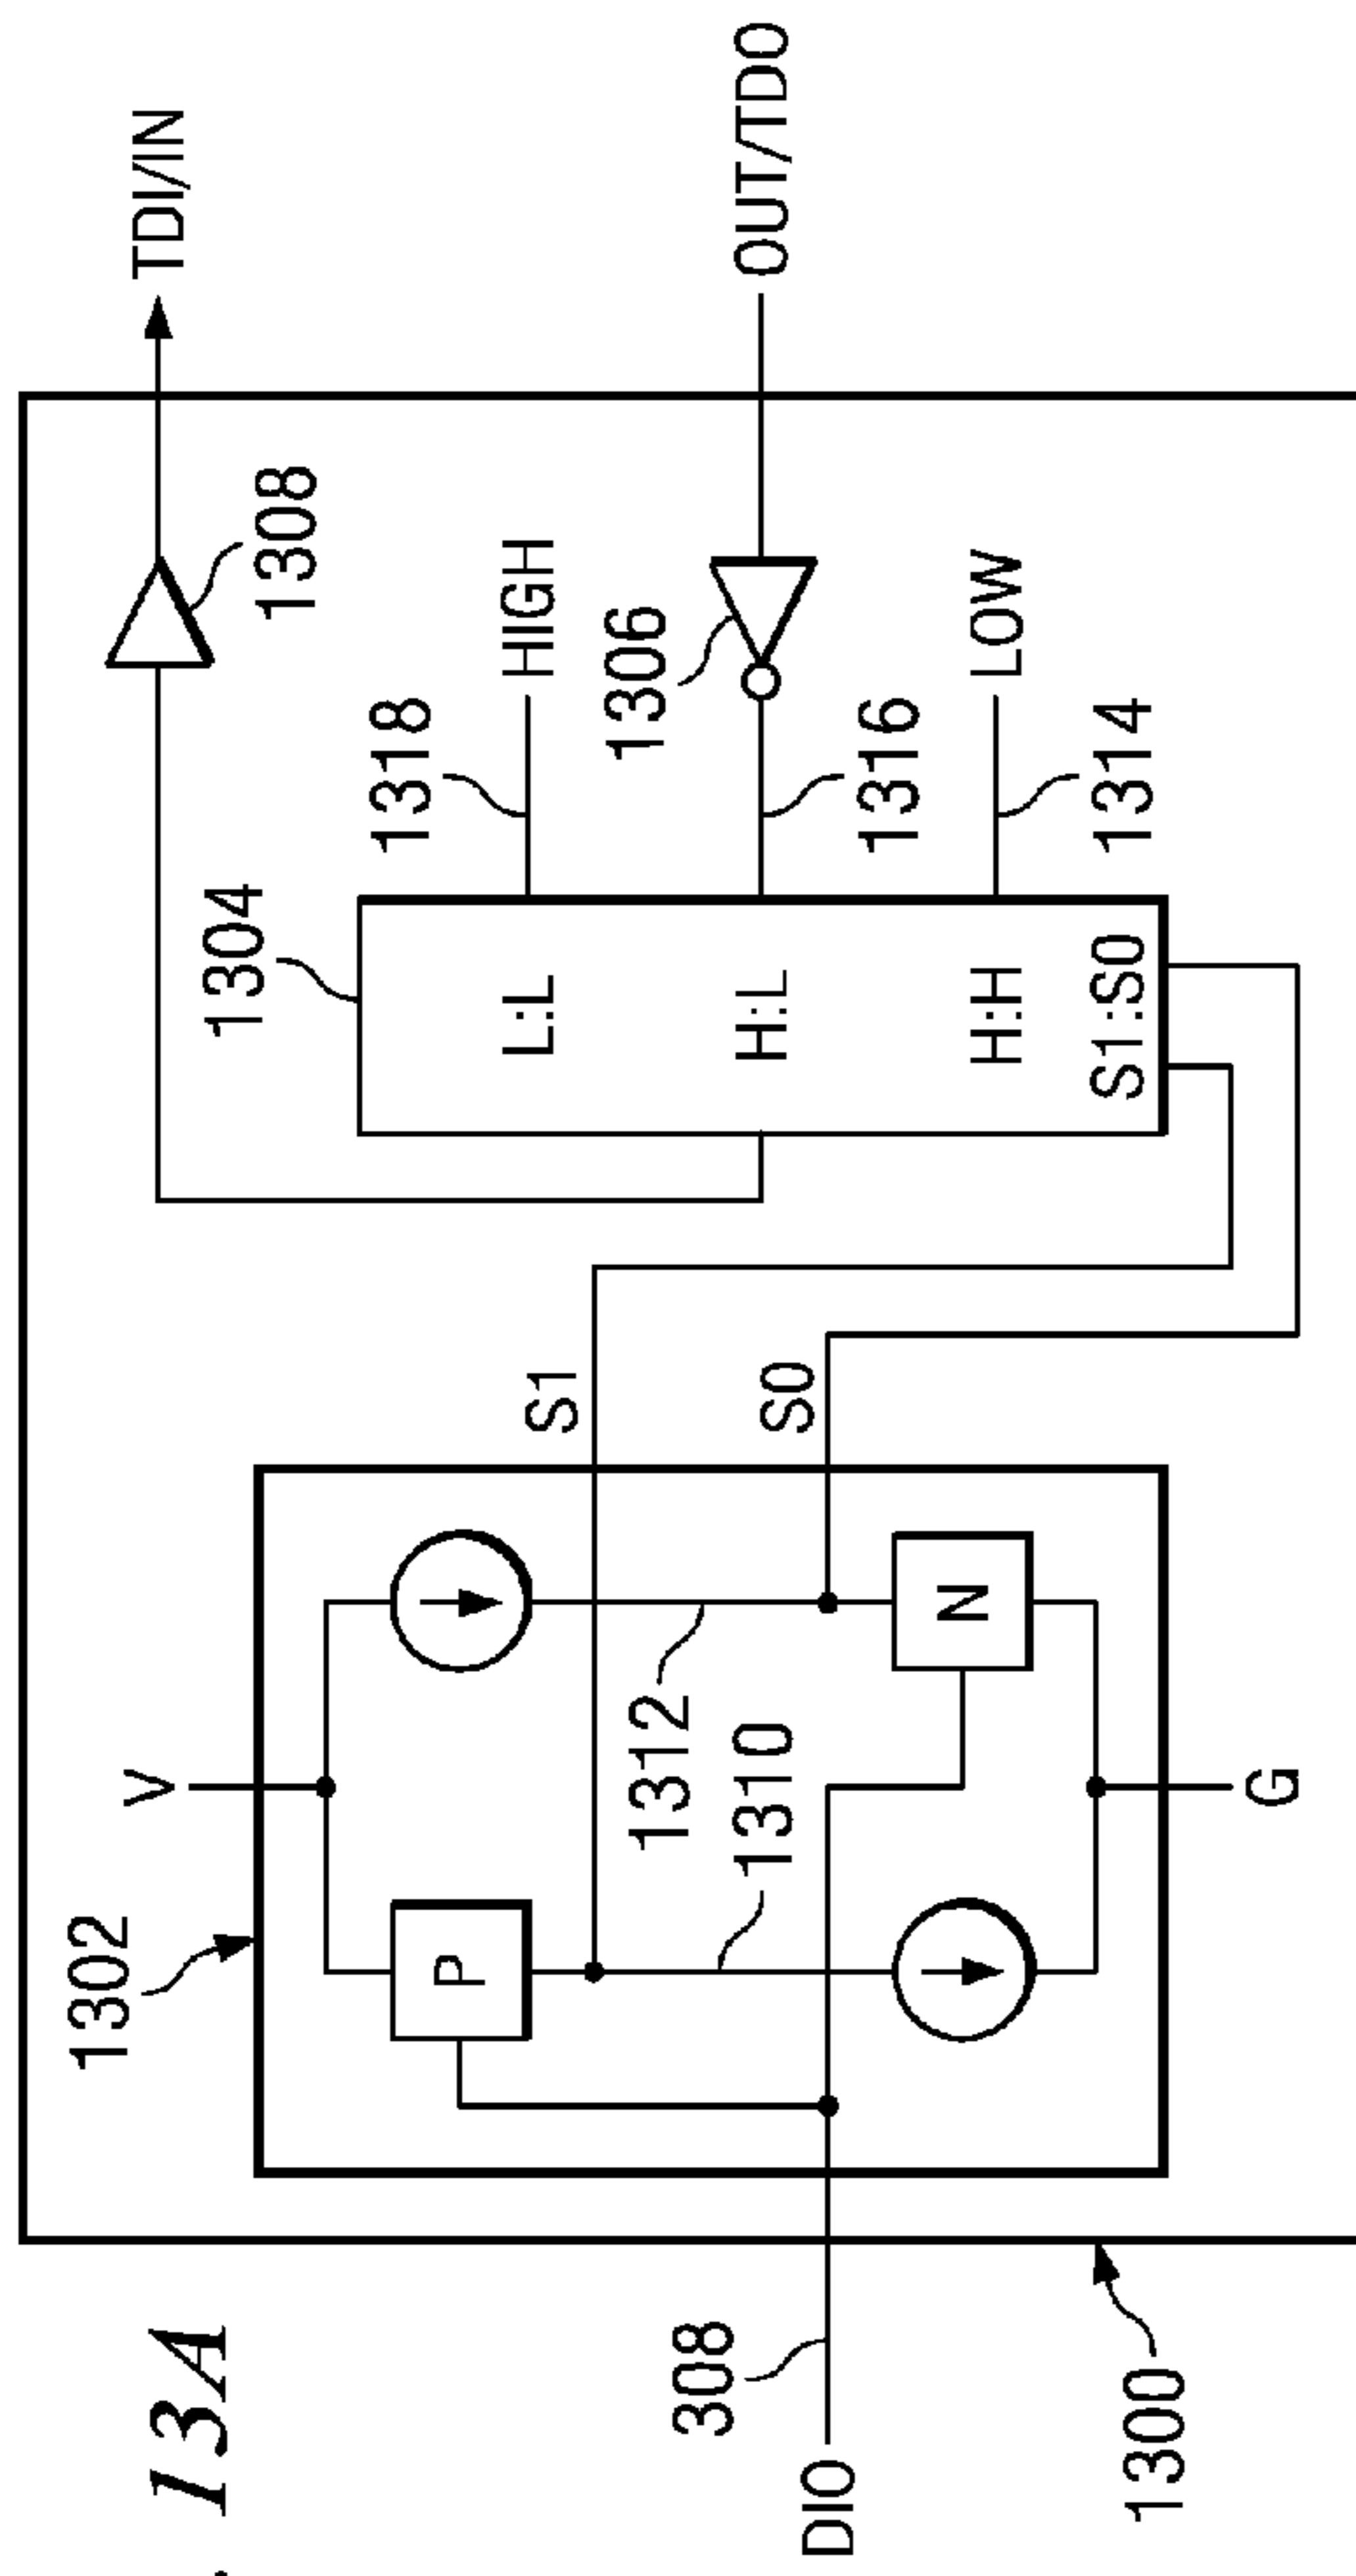 13A
V
1302
P
1312
1310
N
G
S1
S0
1304
L:L
H:L
H:H
S1::S0
1318
HIGH
1306
1316
LOW
1314
1308
TDI/IN
OUT/TDO
308
DIO
1300